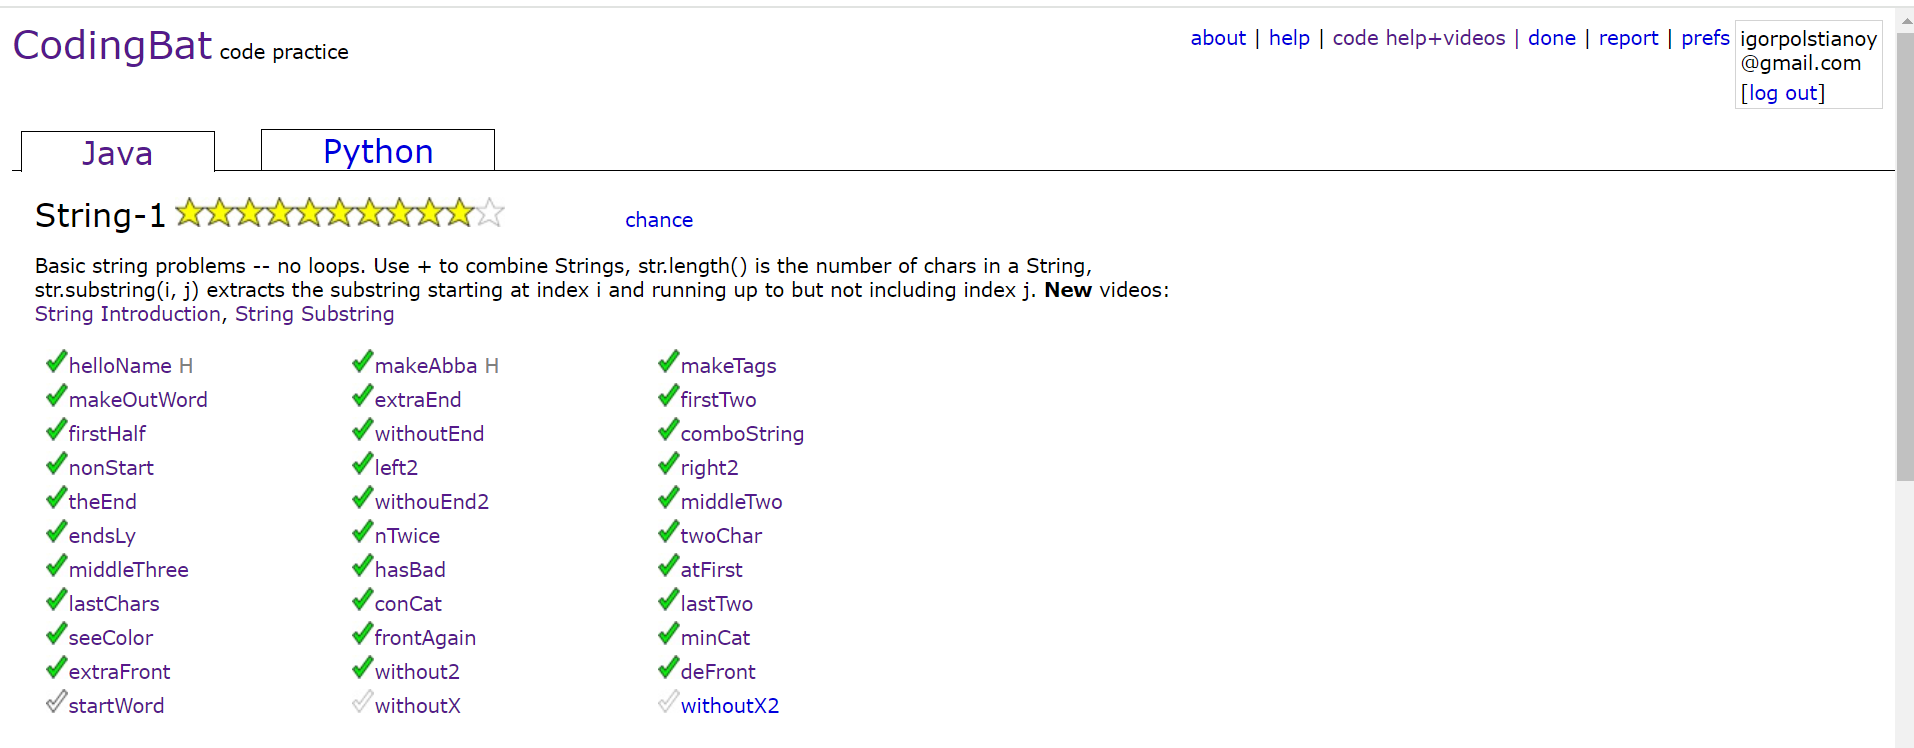 CodingBat code practice
about | help | code help+videos | done | report | prefs
igorpolstianoy
@gmail.com
[log out]
Java
Python
String-1
chance
Basic string problems -- no loops. Use + to combine Strings, str.length() is the number of chars in a String,
str.substring(i, j) extracts the substring starting at index i and running up to but not including index j. New videos:
String Introduction, String Substring
helloName H makeAbba H makeTags
makeOutWord extraEnd firstTwo
firstHalf withoutEnd comboString
nonStart left2 right2
theEnd withouEnd2 middleTwo
endsLy nTwice twoChar
middleThree hasBad atFirst
lastChars conCat lastTwo
seeColor frontAgain minCat
extraFront without2 deFront
startWord withoutX withoutX2